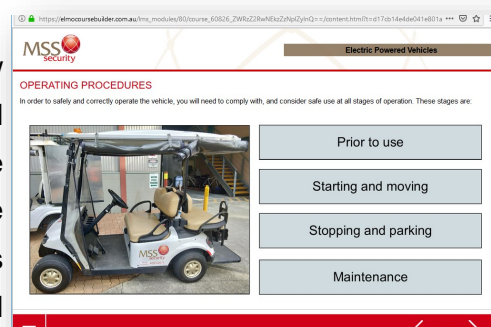 https://elmocoursebuilder.com.au/lms_modules/80/course_60826_ZWRzZ2RwNEkzZzNplZyInQ==/content.html?t=d17cb14e4de041e801a
MSS
security
Electric Powered Vehicles
OPERATING PROCEDURES
In order to safely and correctly operate the vehicle, you will need to comply with, and consider safe use at all stages of operation. These stages are:
Prior to use
Starting and moving
Stopping and parking
Maintenance
MSS
security